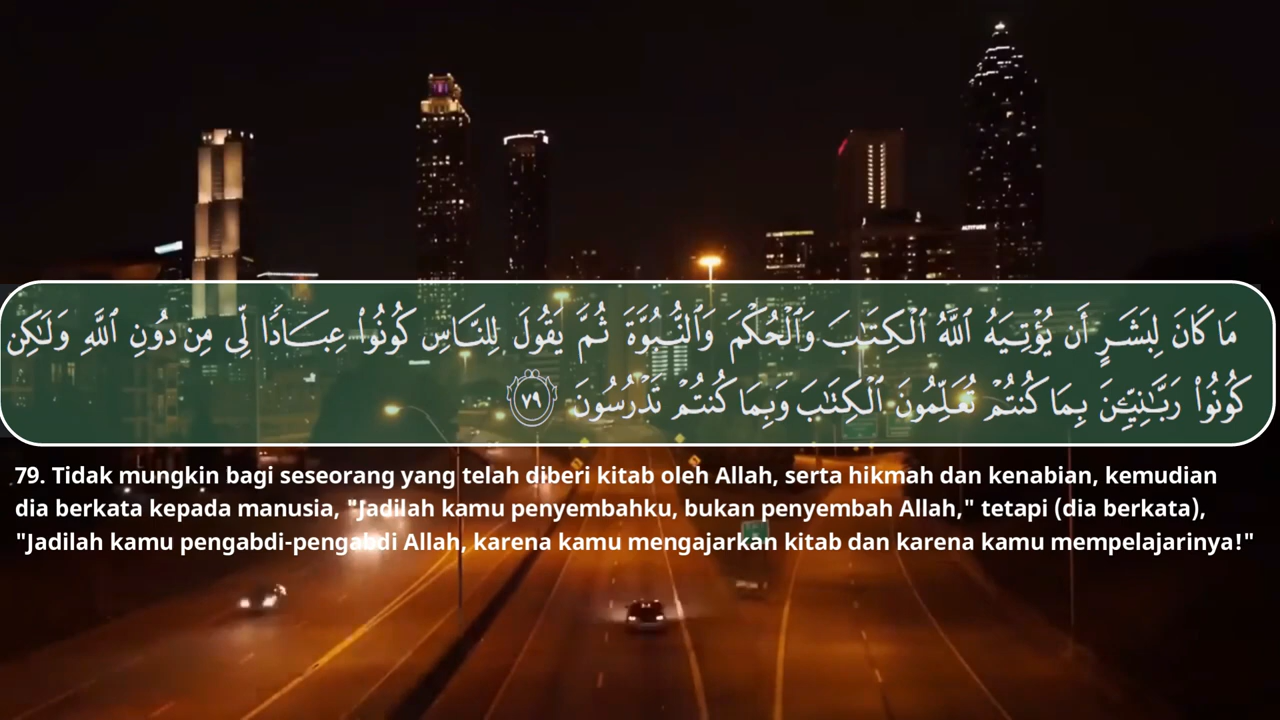 ALTITUDE
مَا كَانَ لِبَشَرٍ أَن يُؤْتِيَهُ ٱللَّهُ ٱلْكِتَـٰبَ وَٱلْحُكْمَ وَٱلنُّبُوَّةَ ثُمَّ يَقُولَ لِلنَّاسِ كُونُوا۟ عِبَادًا لِّى مِن دُونِ ٱللَّهِ وَلَـٰكِن
كُونُوا۟ رَبَّـٰنِيِّـۧنَ بِمَا كُنتُمْ تُعَلِّمُونَ ٱلْكِتَـٰبَ وَبِمَا كُنتُمْ تَدْرُسُونَ ٧٩
79. Tidak mungkin bagi seseorang yang telah diberi kitab oleh Allah, serta hikmah dan kenabian, kemudian
dia berkata kepada manusia, "Jadilah kamu penyembahku, bukan penyembah Allah," tetapi (dia berkata),
"Jadilah kamu pengabdi-pengabdi Allah, karena kamu mengajarkan kitab dan karena kamu mempelajarinya!"